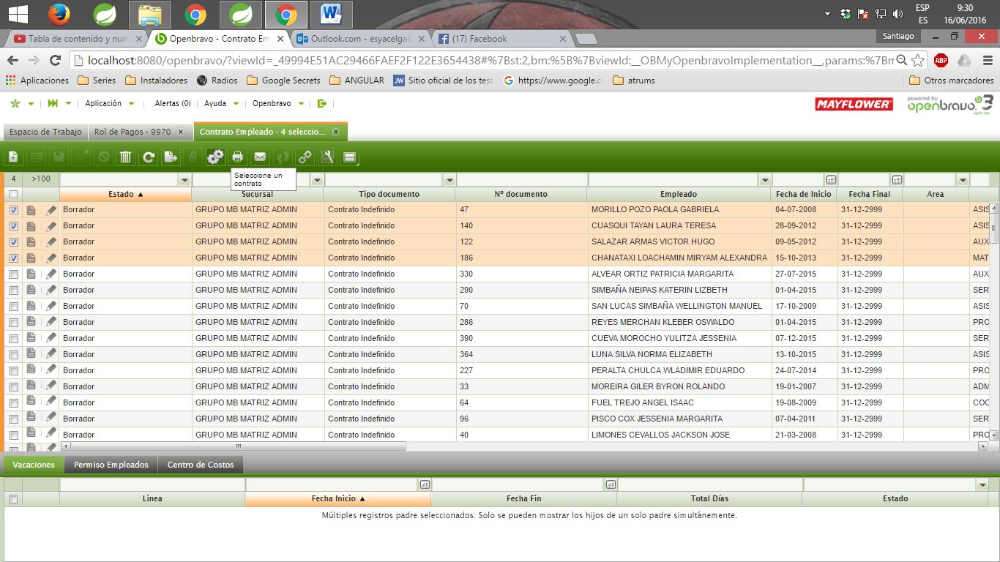 ESP
ES
9:30
16/06/2016
Tabla de contenido y num
Openbravo - Contrato Em
Outlook.com - esyacelga@
(17) Facebook
Santiago
localhost:8080/openbravo/?viewId=_49994E51AC29466FAEF2F122E3654438#%7Bst:2,bm:%5B%7BviewId:__OBMyOpenbravoImplementation__,params:%7Bm
Aplicaciones Series Instaladores Radios Google Secrets ANGULAR Sitio oficial de los test https://www.google.co atrums Otros marcadores
Aplicación Alertas (0) Ayuda Openbravo
MAYFLOWER
powered by
openbravo 3
agile erp
Espacio de Trabajo Rol de Pagos - 9970 Contrato Empleado - 4 seleccio...
Seleccione un
contrato
4 >100
Estado Sucursal Tipo documento Nº documento Empleado Fecha de Inicio Fecha Final Area
Borrador GRUPO MB MATRIZ ADMIN Contrato Indefinido 47 MORILLO POZO PAOLA GABRIELA 04-07-2008 31-12-2999 ASIS
Borrador GRUPO MB MATRIZ ADMIN Contrato Indefinido 140 CUASQUI TAYAN LAURA TERESA 28-09-2012 31-12-2999 ASIS
Borrador GRUPO MB MATRIZ ADMIN Contrato Indefinido 122 SALAZAR ARMAS VICTOR HUGO 09-05-2012 31-12-2999 AUX
Borrador GRUPO MB MATRIZ ADMIN Contrato Indefinido 186 CHANATAXI LOACHAMIN MIRYAM ALEXANDRA 15-10-2013 31-12-2999 MAT
Borrador GRUPO MB MATRIZ ADMIN Contrato Indefinido 330 ALVEAR ORTIZ PATRICIA MARGARITA 27-07-2015 31-12-2999 AUX
Borrador GRUPO MB MATRIZ ADMIN Contrato Indefinido 290 SIMBAÑA NEIPAS KATERIN LIZBETH 01-04-2015 31-12-2999 SER
Borrador GRUPO MB MATRIZ ADMIN Contrato Indefinido 70 SAN LUCAS SIMBAÑA WELLINGTON MANUEL 17-10-2009 31-12-2999 ASIS
Borrador GRUPO MB MATRIZ ADMIN Contrato Indefinido 286 REYES MERCHAN KLEBER OSWALDO 01-04-2015 31-12-2999 PRO
Borrador GRUPO MB MATRIZ ADMIN Contrato Indefinido 390 CUEVA MOROCHO YULITZA JESSENIA 07-12-2015 31-12-2999 SER
Borrador GRUPO MB MATRIZ ADMIN Contrato Indefinido 364 LUNA SILVA NORMA ELIZABETH 13-10-2015 31-12-2999 ASIS
Borrador GRUPO MB MATRIZ ADMIN Contrato Indefinido 227 PERALTA CHULCA WLADIMIR EDUARDO 24-07-2014 31-12-2999 PRO
Borrador GRUPO MB MATRIZ ADMIN Contrato Indefinido 33 MOREIRA GILER BYRON ROLANDO 19-01-2007 31-12-2999 ADM
Borrador GRUPO MB MATRIZ ADMIN Contrato Indefinido 64 FUEL TREJO ANGEL ISAAC 19-08-2009 31-12-2999 COO
Borrador GRUPO MB MATRIZ ADMIN Contrato Indefinido 96 PISCO COX JESSENIA MARGARITA 07-04-2011 31-12-2999 SER
Borrador GRUPO MB MATRIZ ADMIN Contrato Indefinido 40 LIMONES CEVALLOS JACKSON JOSE 21-03-2008 31-12-2999 PRO
Vacaciones Permiso Empleados Centro de Costos
Linea Fecha Inicio Fecha Fin Total Días Estado
Múltiples registros padre seleccionados. Solo se pueden mostrar los hijos de un solo padre simultánemente.